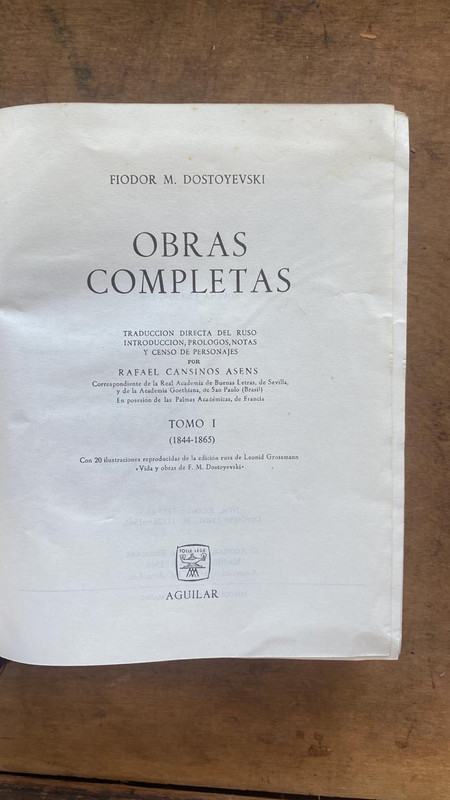 FIODOR M. DOSTOYEVSKI
OBRAS
COMPLETAS
TRADUCCION DIRECTA DEL RUSO
INTRODUCCION, PROLOGOS, NOTAS
Y CENSO DE PERSONAJES
POR
RAFAEL CANSINOS ASENS
Correspondiente de la Real Academia de Buenas Letras, de Sevilla,
y de la Academia Goethiana, de Sao Paulo (Brasil)
En posesión de las Palmas Académicas, de Francia
TOMO I
(1844-1865)
Con 20 ilustraciones reproducidas de la edición rusa de Leonid Grossmann
«Vida y obras de F. M. Dostoyevski»
TOLLE LEGE
AGUILAR